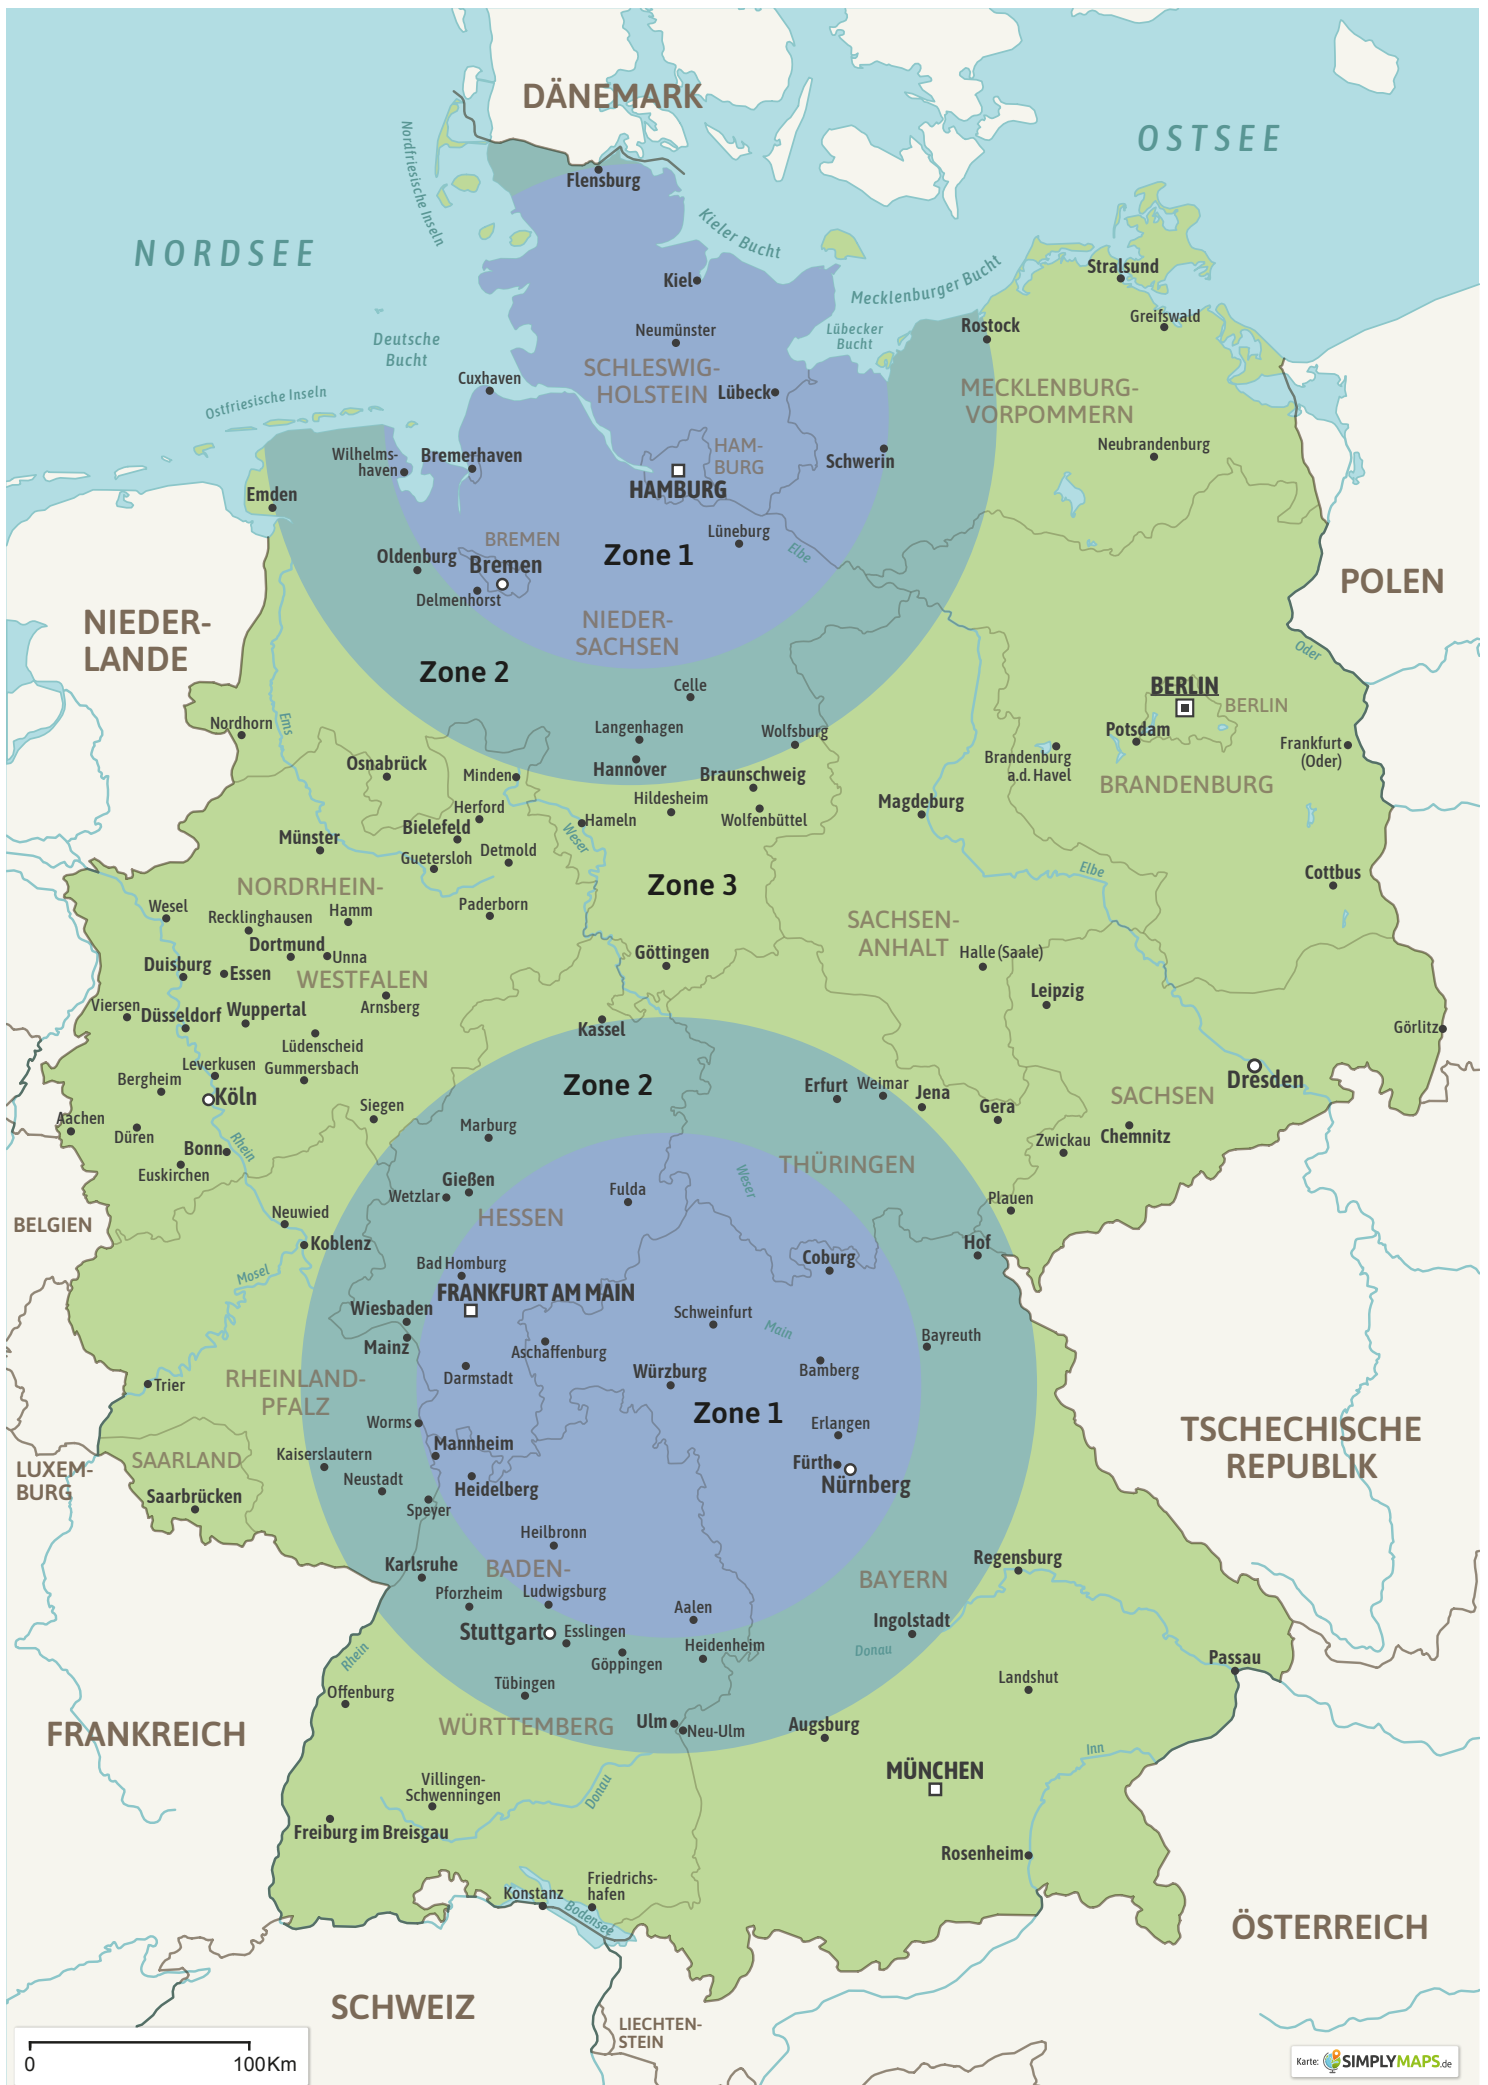 DÄNEMARK
OSTSEE
Nordfriesische Inseln
Flensburg
NORDSEE
Kieler Bucht
Kiel
Stralsund
Mecklenburger Bucht
Greifswald
Deutsche
Bucht
Neumünster
Lübecker
Bucht
Rostock
SCHLESWIG-
HOLSTEIN
Lübeck
Cuxhaven
MECKLENBURG-
VORPOMMERN
Ostfriesische Inseln
Wilhelms-
haven
Bremerhaven
HAM-
BURG
Schwerin
Neubrandenburg
HAMBURG
Emden
Lüneburg
Elbe
BREMEN
Zone 1
Oldenburg
Bremen
Delmenhorst
POLEN
NIEDER-
LANDE
NIEDER-
SACHSEN
Oder
Zone 2
Celle
BERLIN
BERLIN
Nordhorn
Ems
Langenhagen
Wolfsburg
Potsdam
Frankfurt
(Oder)
Brandenburg
a.d. Havel
Osnabrück
Minden
Hannover
Braunschweig
BRANDENBURG
Hildesheim
Magdeburg
Herford
Hameln
Wolfenbüttel
Bielefeld
Weser
Münster
Guetersloh
Detmold
Elbe
Cottbus
Zone 3
NORDRHEIN-
WESTFALEN
Wesel
Recklinghausen
Hamm
Paderborn
SACHSEN-
ANHALT
Dortmund
Unna
Göttingen
Halle (Saale)
Duisburg
Essen
Leipzig
Viersen
Düsseldorf
Wuppertal
Arnsberg
Kassel
Görlitz
Lüdenscheid
Leverkusen
Gummersbach
Bergheim
Köln
Zone 2
Erfurt
Weimar
Jena
Gera
Dresden
SACHSEN
Aachen
Düren
Siegen
Marburg
Zwickau
Chemnitz
Bonn
Rhein
Euskirchen
THÜRINGEN
Weser
Wetzlar
Gießen
Fulda
Plauen
BELGIEN
Neuwied
HESSEN
Koblenz
Hof
Bad Homburg
Coburg
Mosel
FRANKFURT AM MAIN
Wiesbaden
Schweinfurt
Main
Mainz
Aschaffenburg
Bayreuth
Darmstadt
Würzburg
Bamberg
Trier
RHEINLAND-
PFALZ
Zone 1
Worms
Erlangen
TSCHECHISCHE
REPUBLIK
SAARLAND
Kaiserslautern
Mannheim
Fürth
Nürnberg
LUXEM-
BURG
Neustadt
Heidelberg
Saarbrücken
Speyer
Heilbronn
Karlsruhe
BADEN-
WÜRTTEMBERG
Regensburg
BAYERN
Pforzheim
Ludwigsburg
Aalen
Ingolstadt
Stuttgart
Esslingen
Heidenheim
Donau
Göppingen
Passau
Rhein
Tübingen
Landshut
Offenburg
FRANKREICH
Ulm
Neu-Ulm
Augsburg
Inn
MÜNCHEN
Villingen-
Schwenningen
Donau
Freiburg im Breisgau
Rosenheim
Friedrichs-
hafen
Konstanz
Bodensee
ÖSTERREICH
SCHWEIZ
LIECHTEN-
STEIN
0
100Km
Karte: SIMPLYMAPS.de